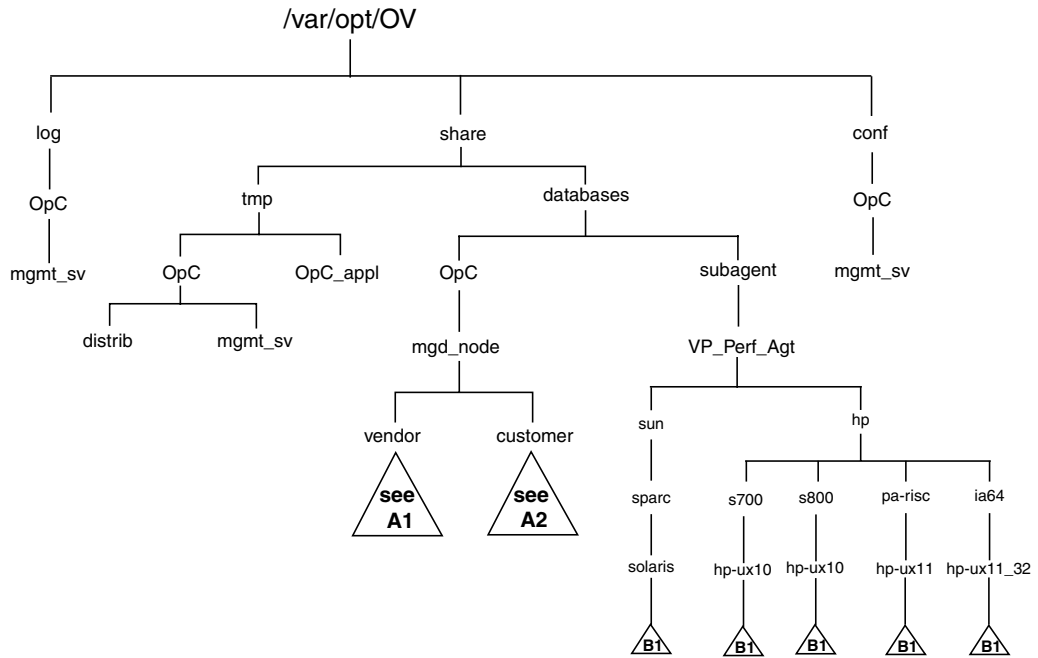 /var/opt/OV
log
share
conf
tmp
databases
OpC
OpC
mgmt_sv
OpC
OpC_appl
OpC
subagent
mgmt_sv
distrib
mgmt_sv
mgd_node
VP_Perf_Agt
vendor
customer
sun
hp
see
A1
see
A2
sparc
s700
s800
pa-risc
ia64
solaris
hp-ux10
hp-ux10
hp-ux11
hp-ux11_32
B1
B1
B1
B1
B1